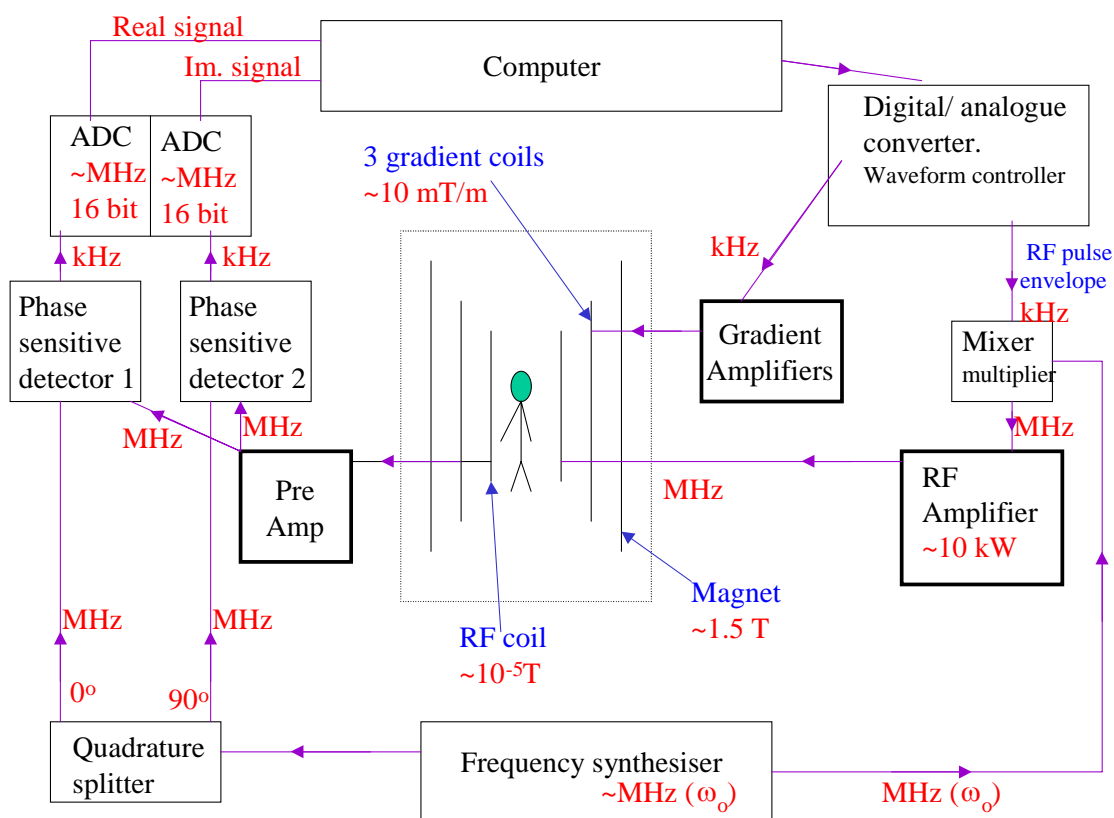 Real signal
Im. signal
Computer
Digital/ analogue
converter.
Waveform controller
ADC
~MHz
16 bit
ADC
~MHz
16 bit
3 gradient coils
~10 mT/m
kHz
kHz
kHz
RF pulse
envelope
kHz
Phase
sensitive
detector 1
Phase
sensitive
detector 2
Gradient
Amplifiers
Mixer
multiplier
MHz
MHz
MHz
Pre
Amp
MHz
RF
Amplifier
~10 kW
Magnet
~1.5 T
RF coil
~10⁻⁵T
MHz
MHz
0º
90º
Quadrature
splitter
Frequency synthesiser
~MHz (ω₀)
MHz (ω₀)